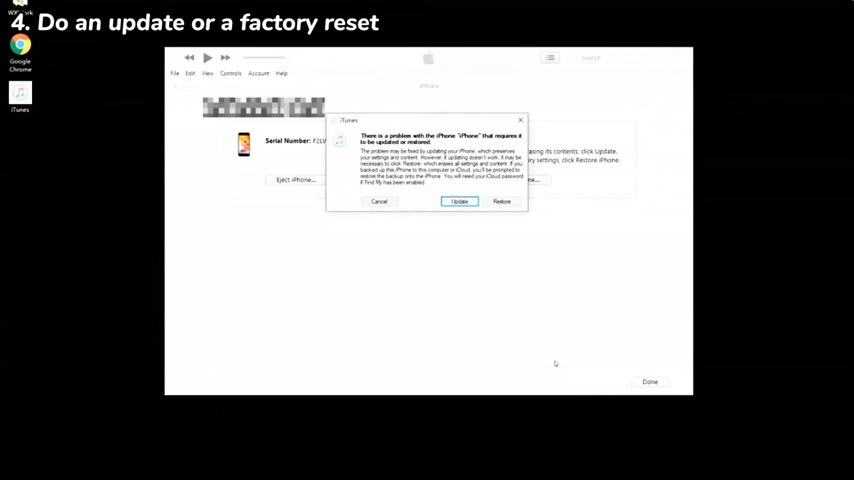 4. Do an update or a factory reset
Google
Chrome
iTunes
Search
File Edit View Controls Account Help
iPhone
iTunes
There is a problem with the iPhone "iPhone" that requires it
to be updated or restored.
The problem may be fixed by updating your iPhone, which preserves
your settings and content. However, if updating doesn't work, it may be
necessary to click Restore, which erases all settings and content. If you
backed up this iPhone to this computer or iCloud, you'll be prompted to
restore the backup onto the iPhone. You will need your iCloud password
if Find My has been enabled.
Cancel Update Restore
Serial Number: F2LV
asing its contents, click Update.
ry settings, click Restore iPhone.
Eject iPhone...
ne...
Done